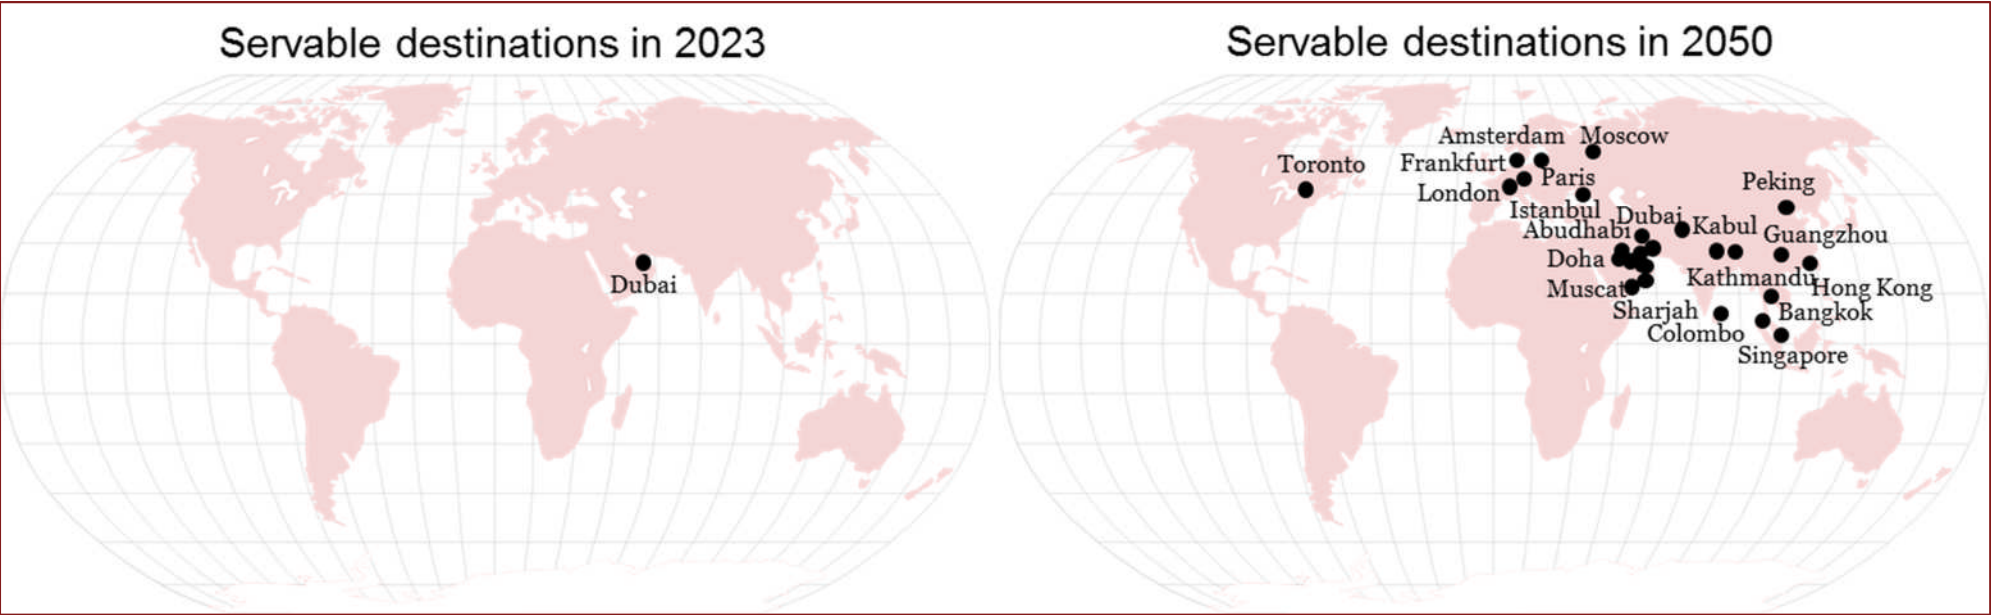 Servable destinations in 2023
Dubai
Servable destinations in 2050
Amsterdam
Moscow
Toronto
Frankfurt
Paris
London
Peking
Istanbul
Dubai
Abudhabi
Kabul
Guangzhou
Doha
Kathmandu
Muscat
Hong Kong
Sharjah
Bangkok
Colombo
Singapore